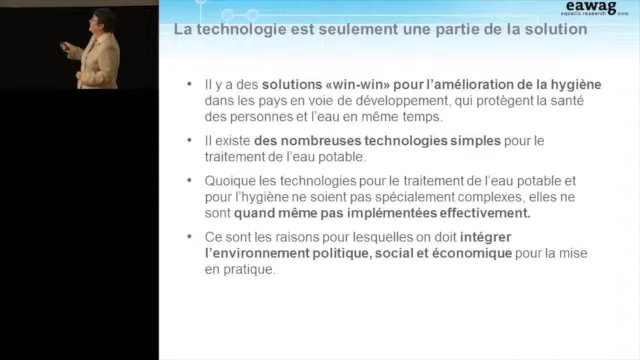 eawag
aquatic research
La technologie est seulement une partie de la solution
• Il y a des solutions «win-win» pour l'amélioration de la hygiène
dans les pays en voie de développement, qui protègent la santé
des personnes et l'eau en même temps.
• Il existe des nombreuses technologies simples pour le
traitement de l'eau potable.
• Quoique les technologies pour le traitement de l'eau potable et
pour l'hygiène ne soient pas spécialement complexes, elles ne
sont quand même pas implémentées effectivement.
• Ce sont les raisons pour lesquelles on doit intégrer
l'environnement politique, social et économique pour la mise
en pratique.